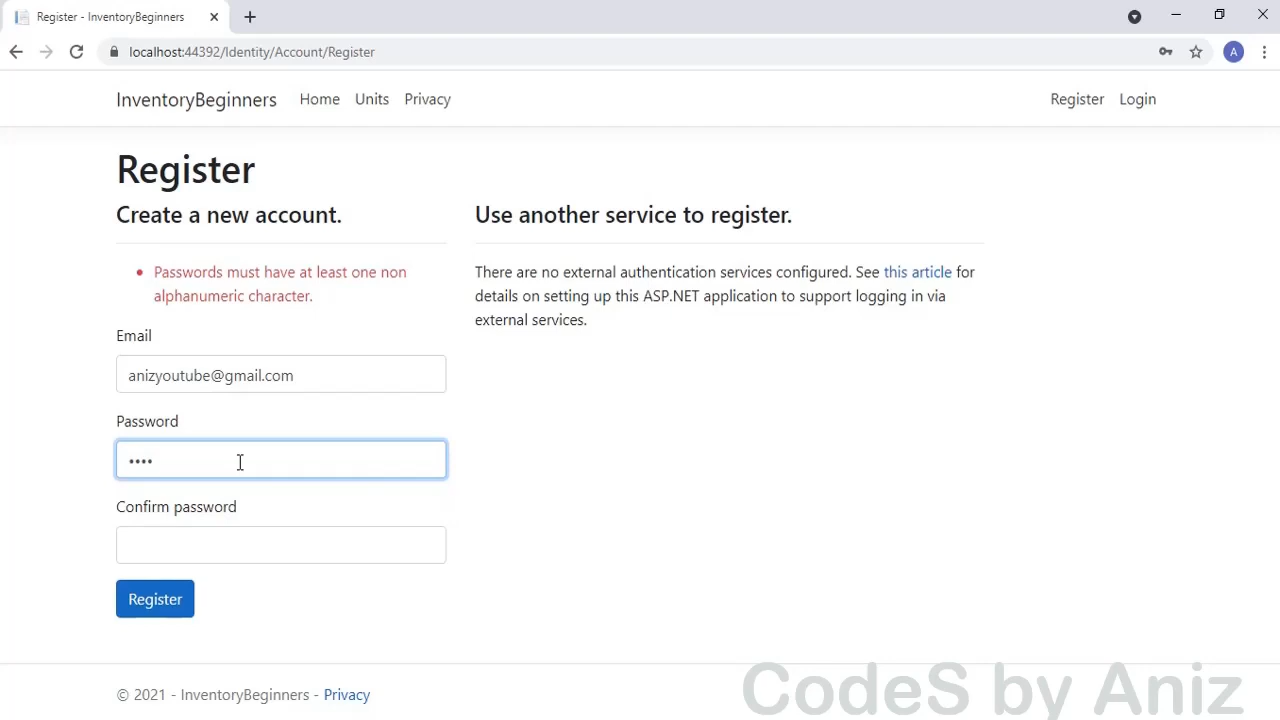 Register - InventoryBeginners
localhost:44392/Identity/Account/Register
A
InventoryBeginners Home Units Privacy Register Login
Register
Create a new account.
Passwords must have at least one non
alphanumeric character.
Email
anizyoutube@gmail.com
Password
••••
Confirm password
Register
Use another service to register.
There are no external authentication services configured. See this article for
details on setting up this ASP.NET application to support logging in via
external services.
© 2021 - InventoryBeginners - Privacy
CodeS by Aniz